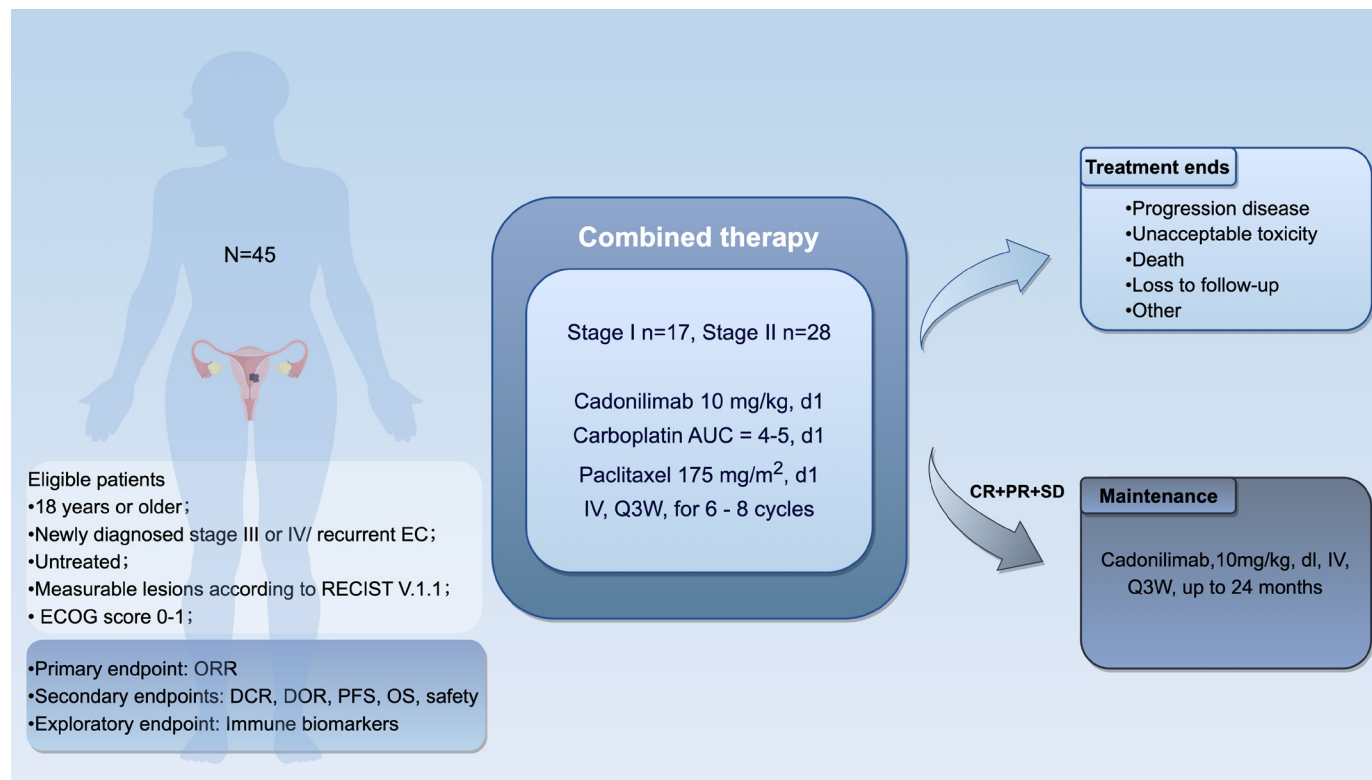 N=45
Eligible patients
•18 years or older；
•Newly diagnosed stage III or IV/ recurrent EC；
•Untreated；
•Measurable lesions according to RECIST V.1.1；
• ECOG score 0-1；
•Primary endpoint: ORR
•Secondary endpoints: DCR, DOR, PFS, OS, safety
•Exploratory endpoint: Immune biomarkers
Combined therapy
Stage I n=17, Stage II n=28
Cadonilimab 10 mg/kg, d1
Carboplatin AUC = 4-5, d1
Paclitaxel 175 mg/m², d1
IV, Q3W, for 6 - 8 cycles
Treatment ends
•Progression disease
•Unacceptable toxicity
•Death
•Loss to follow-up
•Other
CR+PR+SD
Maintenance
Cadonilimab,10mg/kg, dl, IV,
Q3W, up to 24 months